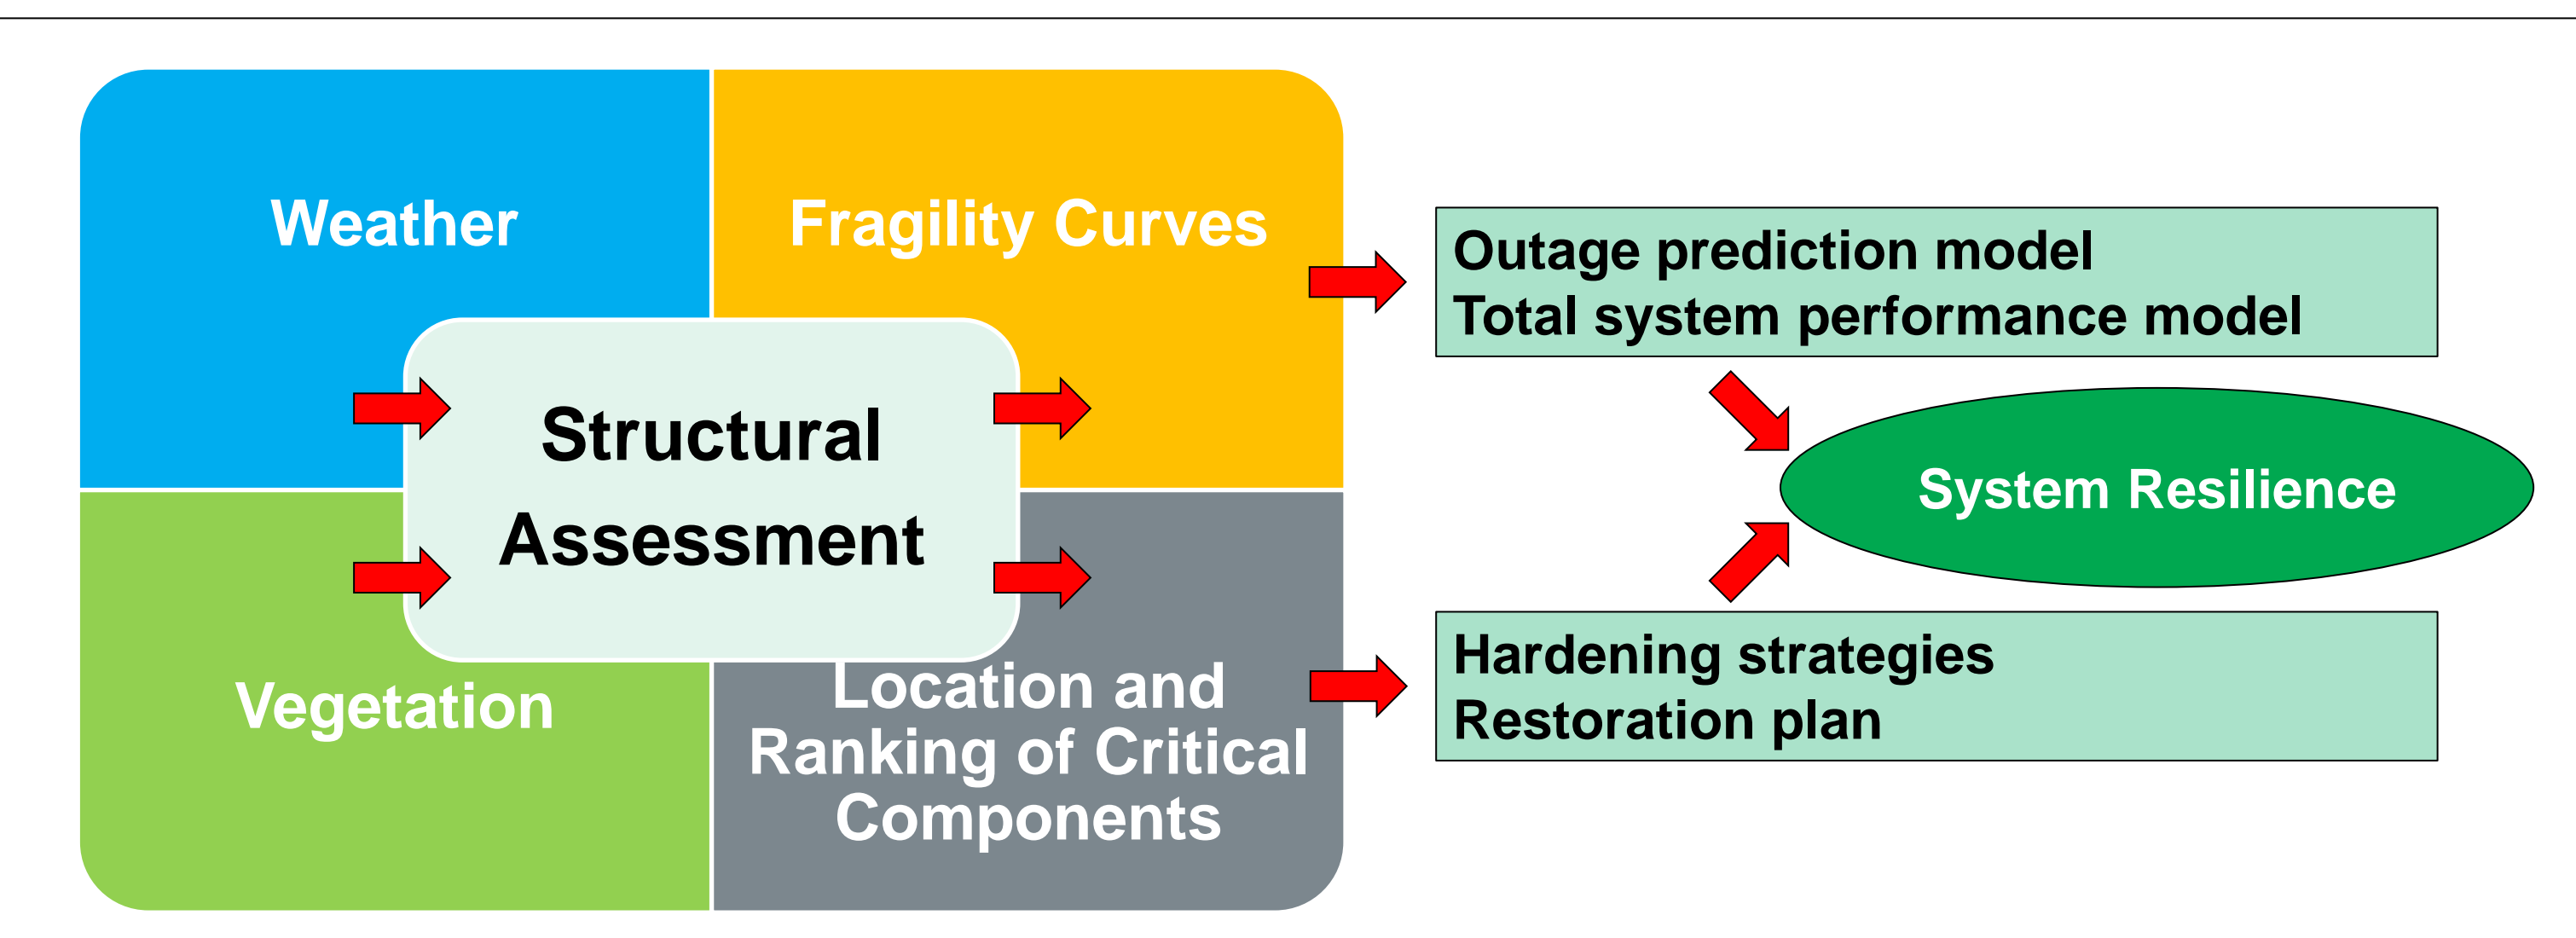 Weather
Fragility Curves
Structural
Assessment
Vegetation
Location and
Ranking of Critical
Components
Outage prediction model
Total system performance model
System Resilience
Hardening strategies
Restoration plan